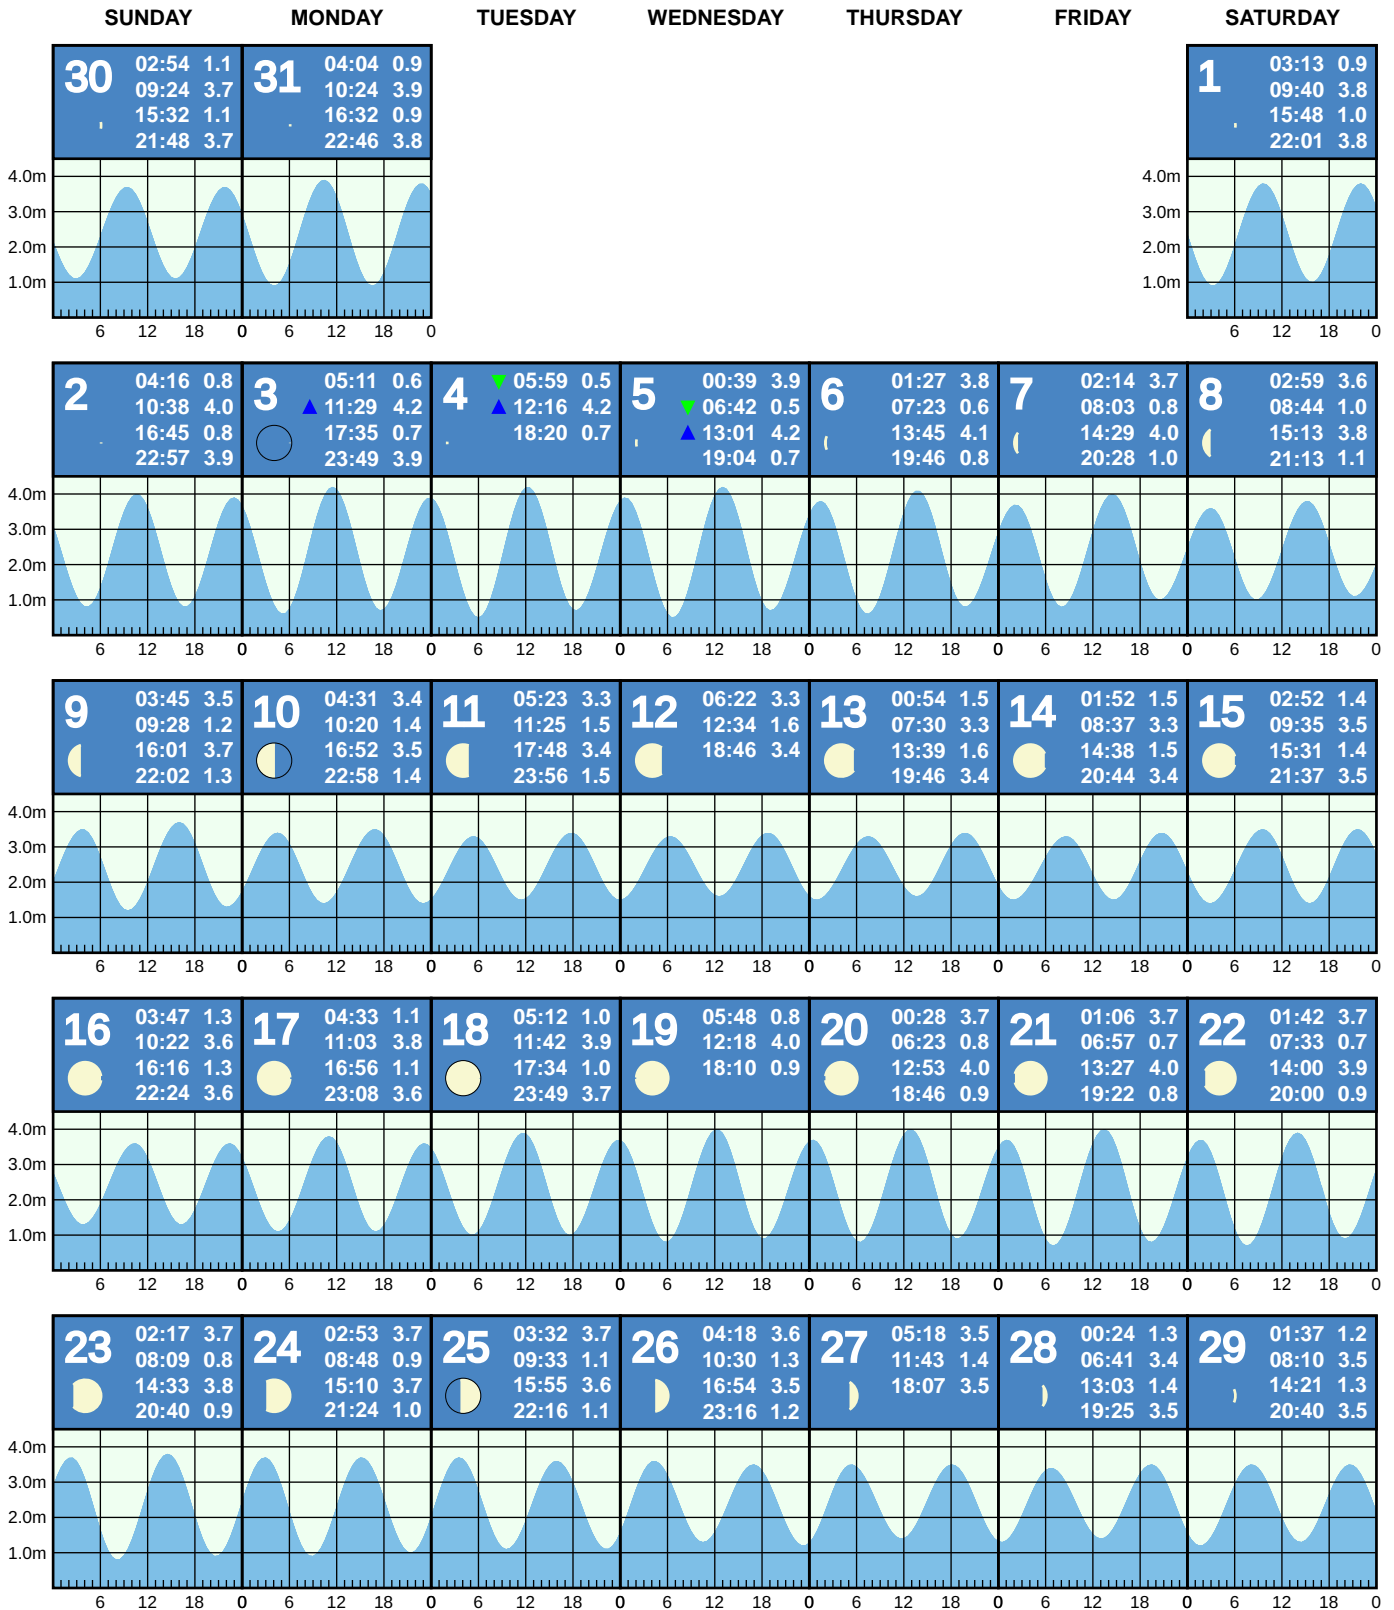 SUNDAY MONDAY TUESDAY WEDNESDAY THURSDAY FRIDAY SATURDAY
30 02:54 1.1
09:24 3.7
15:32 1.1
21:48 3.7
31 04:04 0.9
10:24 3.9
16:32 0.9
22:46 3.8
1 03:13 0.9
09:40 3.8
15:48 1.0
22:01 3.8
4.0m
3.0m
2.0m
1.0m
6 12 18 0 6 12 18 0
4.0m
3.0m
2.0m
1.0m
6 12 18 0
2 04:16 0.8
10:38 4.0
16:45 0.8
22:57 3.9
3 05:11 0.6
11:29 4.2
17:35 0.7
23:49 3.9
4 05:59 0.5
12:16 4.2
18:20 0.7
5 00:39 3.9
06:42 0.5
13:01 4.2
19:04 0.7
6 01:27 3.8
07:23 0.6
13:45 4.1
19:46 0.8
7 02:14 3.7
08:03 0.8
14:29 4.0
20:28 1.0
8 02:59 3.6
08:44 1.0
15:13 3.8
21:13 1.1
4.0m
3.0m
2.0m
1.0m
6 12 18 0 6 12 18 0 6 12 18 0 6 12 18 0 6 12 18 0 6 12 18 0 6 12 18 0
9 03:45 3.5
09:28 1.2
16:01 3.7
22:02 1.3
10 04:31 3.4
10:20 1.4
16:52 3.5
22:58 1.4
11 05:23 3.3
11:25 1.5
17:48 3.4
23:56 1.5
12 06:22 3.3
12:34 1.6
18:46 3.4
13 00:54 1.5
07:30 3.3
13:39 1.6
19:46 3.4
14 01:52 1.5
08:37 3.3
14:38 1.5
20:44 3.4
15 02:52 1.4
09:35 3.5
15:31 1.4
21:37 3.5
4.0m
3.0m
2.0m
1.0m
6 12 18 0 6 12 18 0 6 12 18 0 6 12 18 0 6 12 18 0 6 12 18 0 6 12 18 0
16 03:47 1.3
10:22 3.6
16:16 1.3
22:24 3.6
17 04:33 1.1
11:03 3.8
16:56 1.1
23:08 3.6
18 05:12 1.0
11:42 3.9
17:34 1.0
23:49 3.7
19 05:48 0.8
12:18 4.0
18:10 0.9
20 00:28 3.7
06:23 0.8
12:53 4.0
18:46 0.9
21 01:06 3.7
06:57 0.7
13:27 4.0
19:22 0.8
22 01:42 3.7
07:33 0.7
14:00 3.9
20:00 0.9
4.0m
3.0m
2.0m
1.0m
6 12 18 0 6 12 18 0 6 12 18 0 6 12 18 0 6 12 18 0 6 12 18 0 6 12 18 0
23 02:17 3.7
08:09 0.8
14:33 3.8
20:40 0.9
24 02:53 3.7
08:48 0.9
15:10 3.7
21:24 1.0
25 03:32 3.7
09:33 1.1
15:55 3.6
22:16 1.1
26 04:18 3.6
10:30 1.3
16:54 3.5
23:16 1.2
27 05:18 3.5
11:43 1.4
18:07 3.5
28 00:24 1.3
06:41 3.4
13:03 1.4
19:25 3.5
29 01:37 1.2
08:10 3.5
14:21 1.3
20:40 3.5
4.0m
3.0m
2.0m
1.0m
6 12 18 0 6 12 18 0 6 12 18 0 6 12 18 0 6 12 18 0 6 12 18 0 6 12 18 0